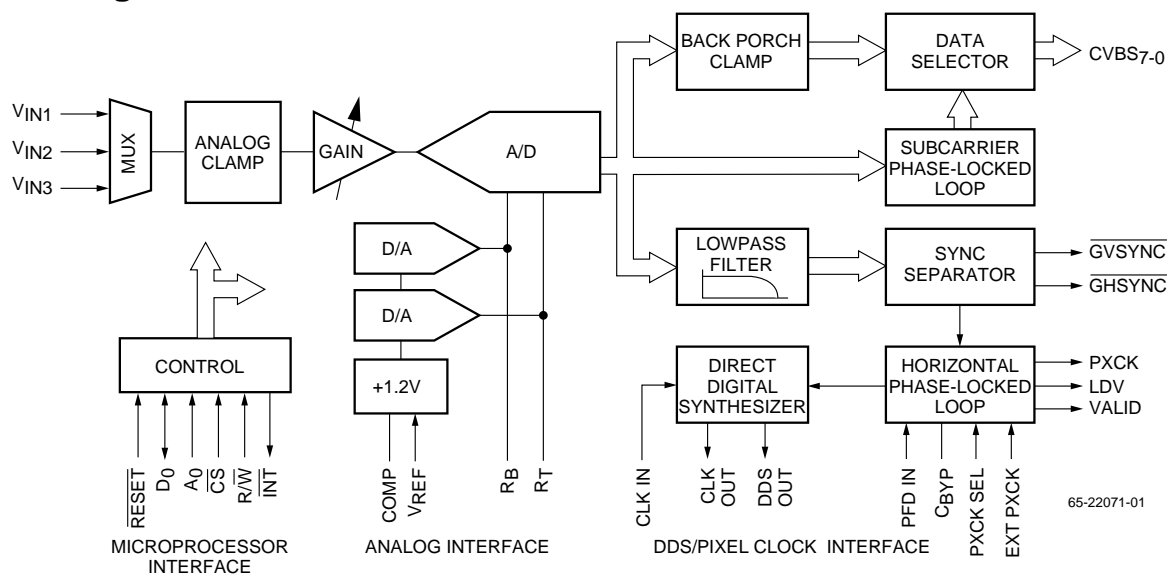 BACK PORCH
CLAMP
DATA
SELECTOR
CVBS7-0
VIN1
VIN2
VIN3
MUX
ANALOG
CLAMP
GAIN
A/D
SUBCARRIER
PHASE-LOCKED
LOOP
D/A
D/A
+1.2V
LOWPASS
FILTER
SYNC
SEPARATOR
GVSYNC
GHSYNC
CONTROL
DIRECT
DIGITAL
SYNTHESIZER
HORIZONTAL
PHASE-LOCKED
LOOP
PXCK
LDV
VALID
RESET
D0
A0
CS
R/W
INT
COMP
VREF
RB
RT
CLK IN
CLK
OUT
DDS
OUT
PFD IN
CBYP
PXCK SEL
EXT PXCK
65-22071-01
MICROPROCESSOR
INTERFACE
ANALOG INTERFACE
DDS/PIXEL CLOCK INTERFACE